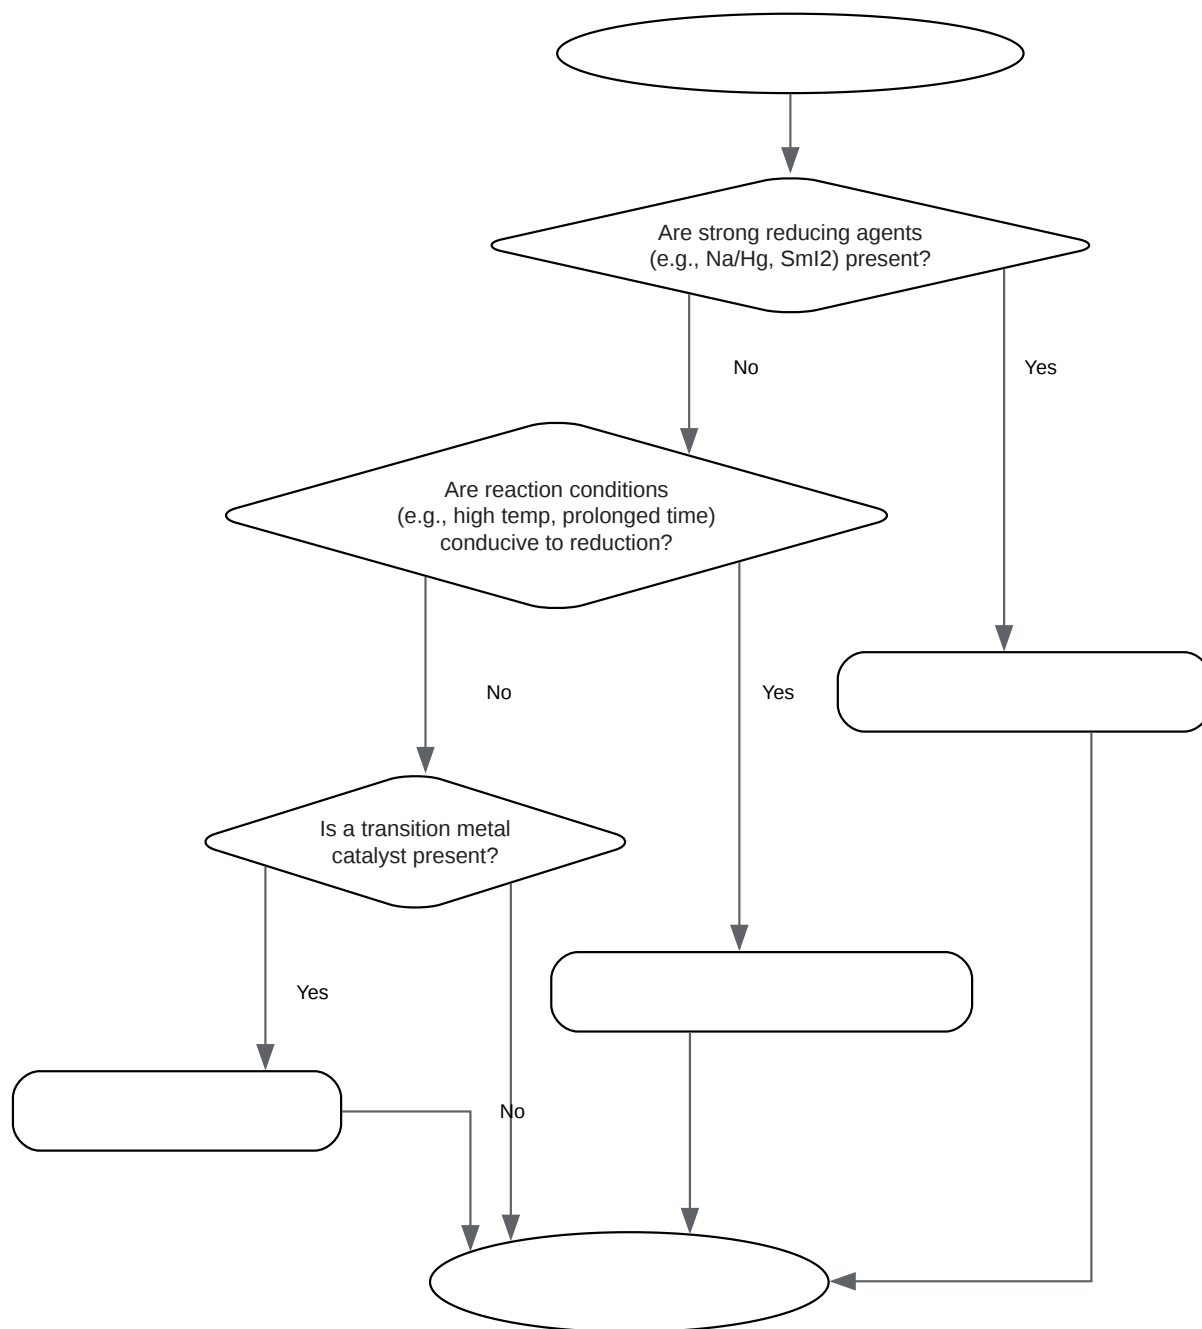 Are strong reducing agents
(e.g., Na/Hg, SmI2) present?
No
Yes
Are reaction conditions
(e.g., high temp, prolonged time)
conducive to reduction?
No
Yes
Is a transition metal
catalyst present?
Yes
No